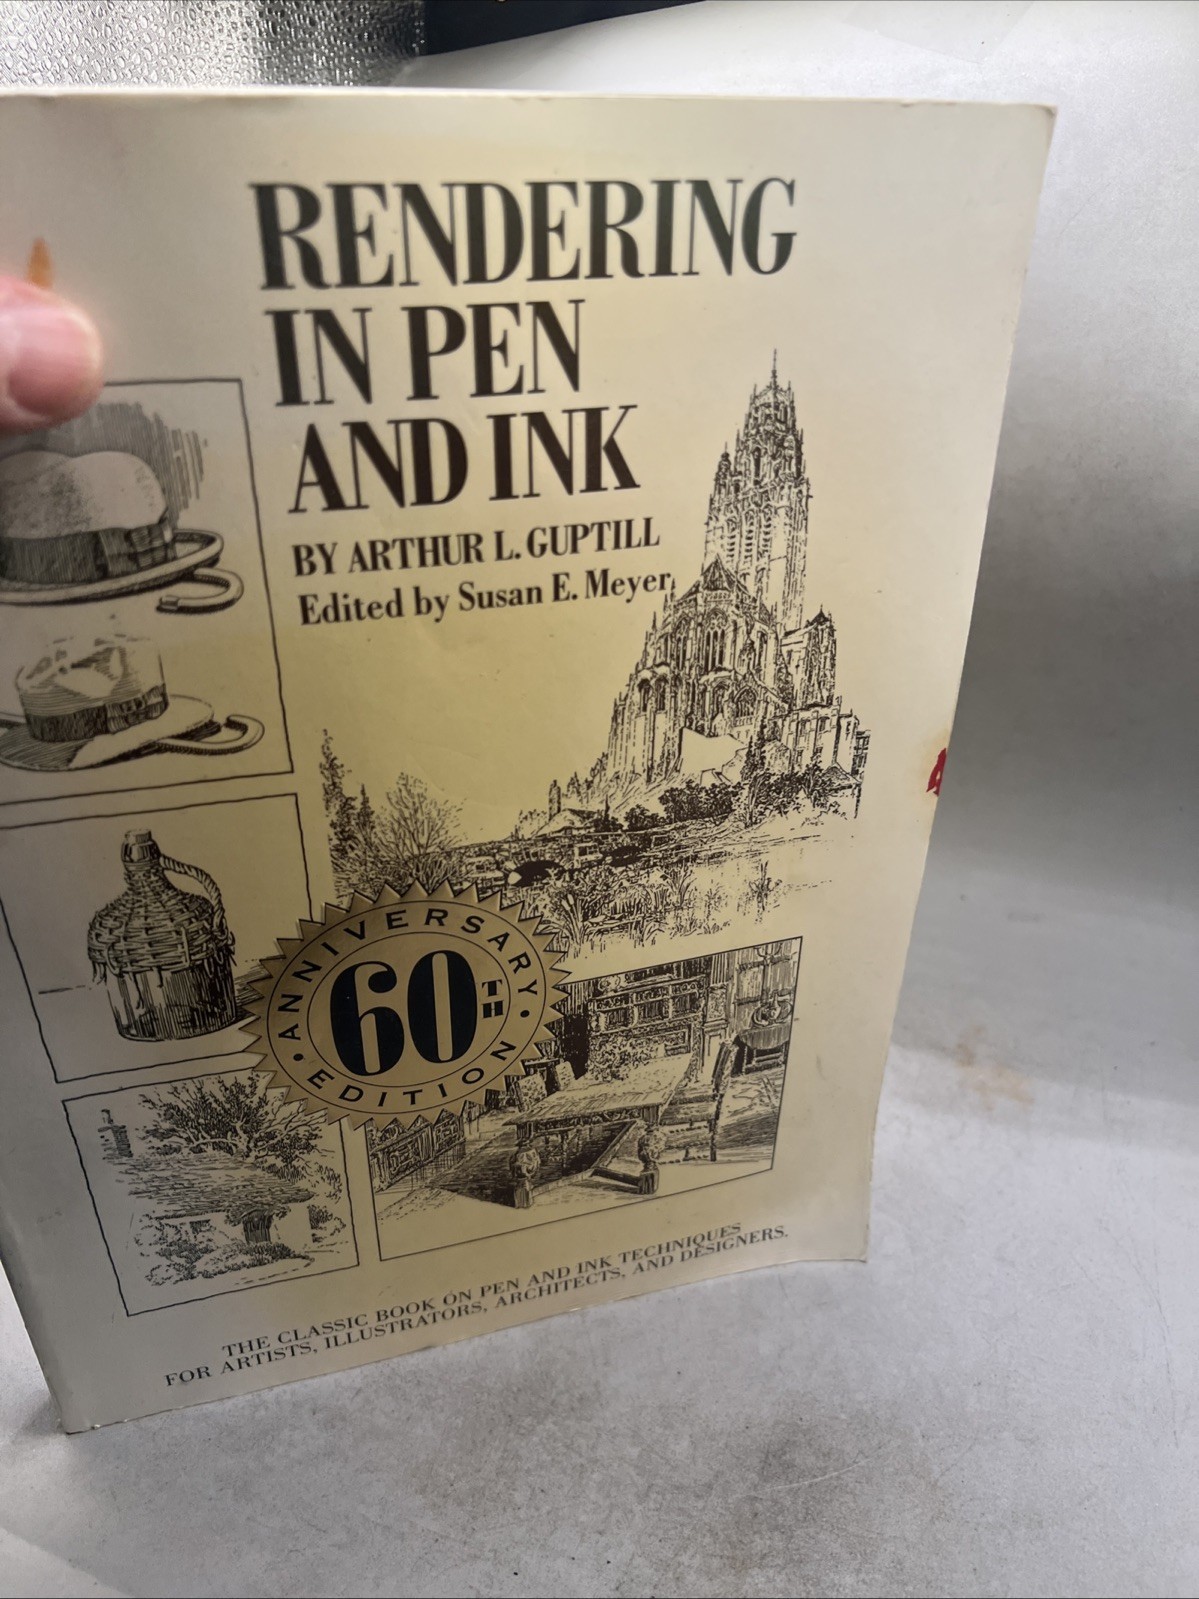 RENDERING
IN PEN
AND INK
BY ARTHUR L. GUPTILL
Edited by Susan E. Meyer
ANNIVERSARY
60TH
EDITION
THE CLASSIC BOOK ON PEN AND INK TECHNIQUES
FOR ARTISTS, ILLUSTRATORS, ARCHITECTS, AND DESIGNERS.